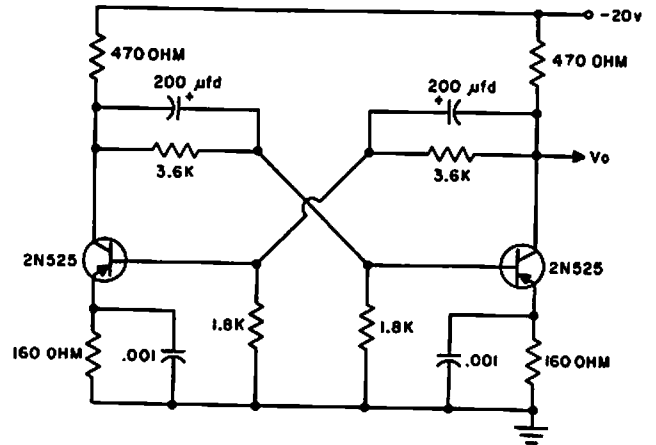 -20v
470 OHM
470 OHM
200 µfd
200 µfd
+
+
Vo
3.6K
3.6K
2N525
2N525
1.8K
1.8K
160 OHM
.001
.001
160 OHM